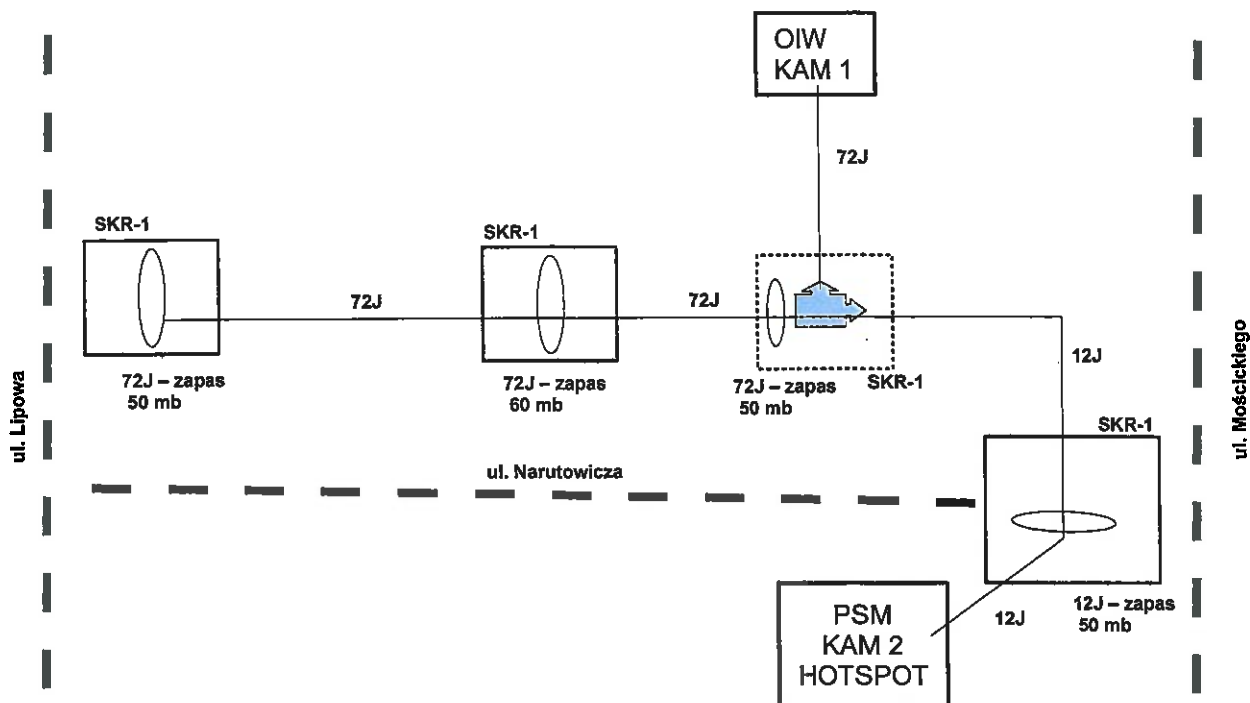 OIW
KAM 1
72J
SKR-1
SKR-1
72J
72J
72J – zapas
50 mb
72J – zapas
60 mb
72J – zapas
50 mb
SKR-1
12J
SKR-1
ul. Lipowa
ul. Mościckiego
ul. Narutowicza
12J
12J – zapas
50 mb
PSM
KAM 2
HOTSPOT